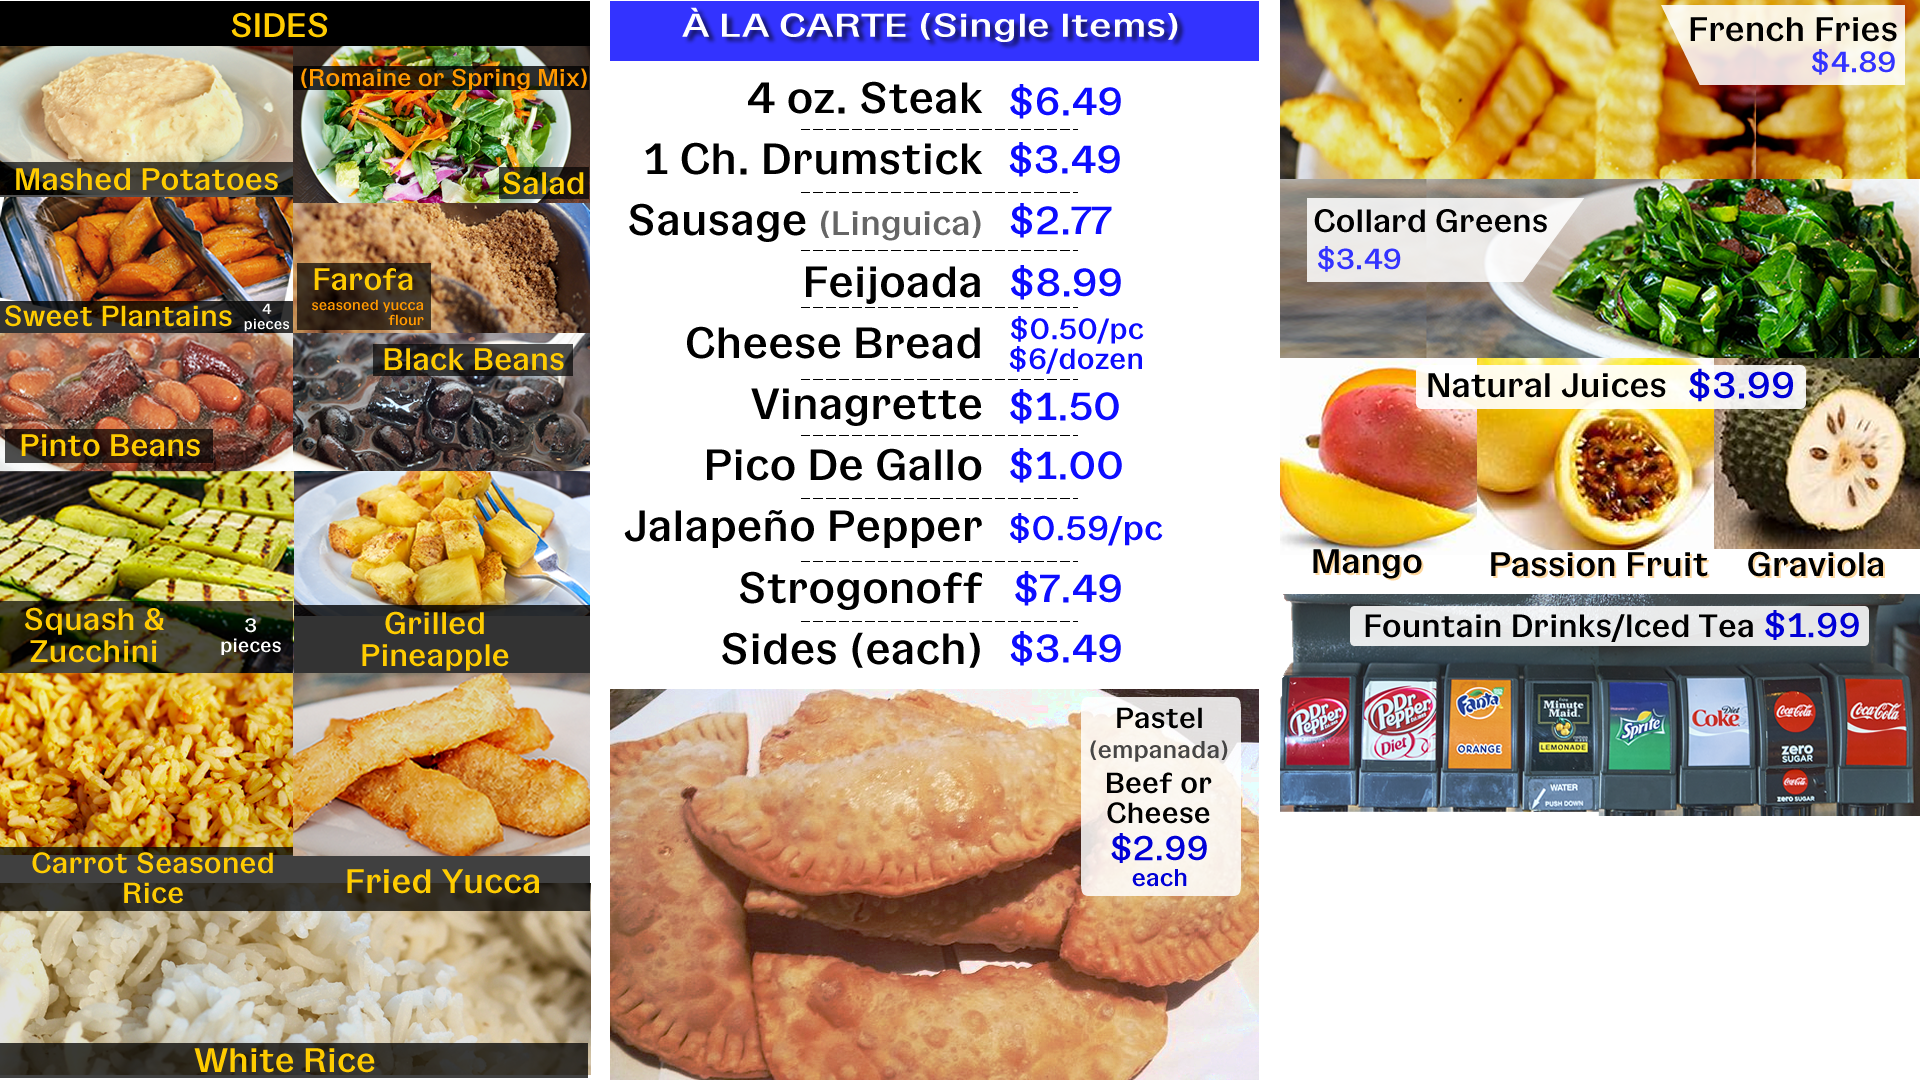 SIDES
Mashed Potatoes
(Romaine or Spring Mix)
Salad
Sweet Plantains
4
pieces
Farofa
seasoned yucca
flour
Pinto Beans
Black Beans
Squash &
Zucchini
3
pieces
Grilled
Pineapple
Carrot Seasoned
Rice
Fried Yucca
White Rice
À LA CARTE (Single Items)
4 oz. Steak $6.49
1 Ch. Drumstick $3.49
Sausage (Linguica) $2.77
Feijoada $8.99
Cheese Bread $0.50/pc
$6/dozen
Vinagrette $1.50
Pico De Gallo $1.00
Jalapeño Pepper $0.59/pc
Strogonoff $7.49
Sides (each) $3.49
Pastel
(empanada)
Beef or
Cheese
$2.99
each
French Fries
$4.89
Collard Greens
$3.49
Natural Juices $3.99
Mango
Passion Fruit
Graviola
Fountain Drinks/Iced Tea $1.99
Dr Pepper
Dr Pepper
Diet
Fanta
ORANGE
Minute
Maid
LEMONADE
WATER
PUSH DOWN
Sprite
Diet
Coke
Coca-Cola
zero
SUGAR
Coca-Cola
zero SUGAR
Coca-Cola